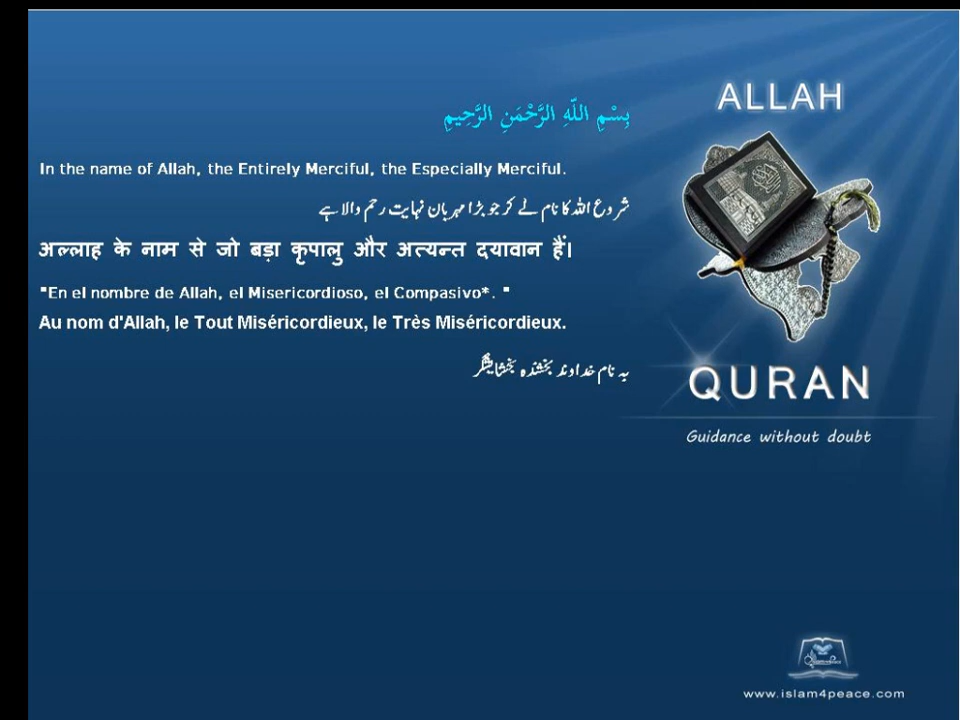 بِسْمِ اللّهِ الرَّحْمَنِ الرَّحِيمِ
In the name of Allah, the Entirely Merciful, the Especially Merciful.
شروع الله کا نام لے کر جو بڑا مہربان نہایت رحم والا ہے
अल्लाह के नाम से जो बड़ा कृपालु और अत्यन्त दयावान हैं।
"En el nombre de Allah, el Misericordioso, el Compasivo*. "
Au nom d'Allah, le Tout Miséricordieux, le Très Miséricordieux.
به نام خداوند بخشنده بخشایشگر
ALLAH
QURAN
Guidance without doubt
www.islam4peace.com